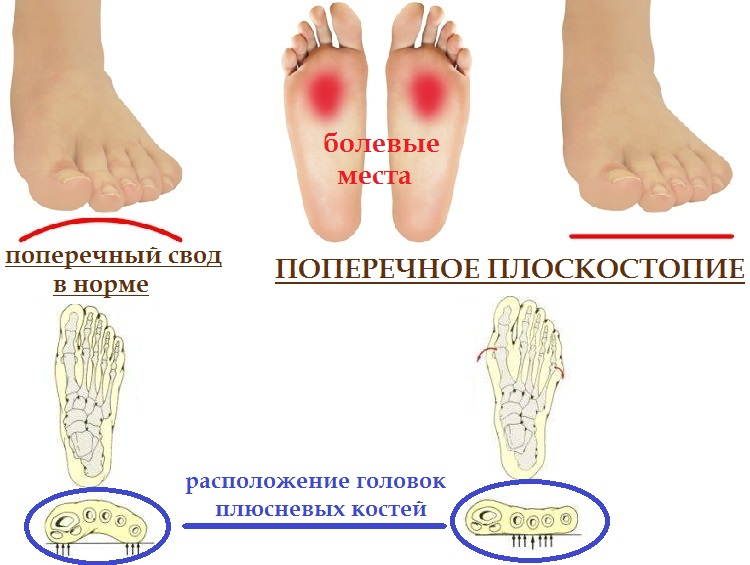 болевые
места
поперечный свод
в норме
ПОПЕРЕЧНОЕ ПЛОСКОСТОПИЕ
расположение головок
плюсневых костей